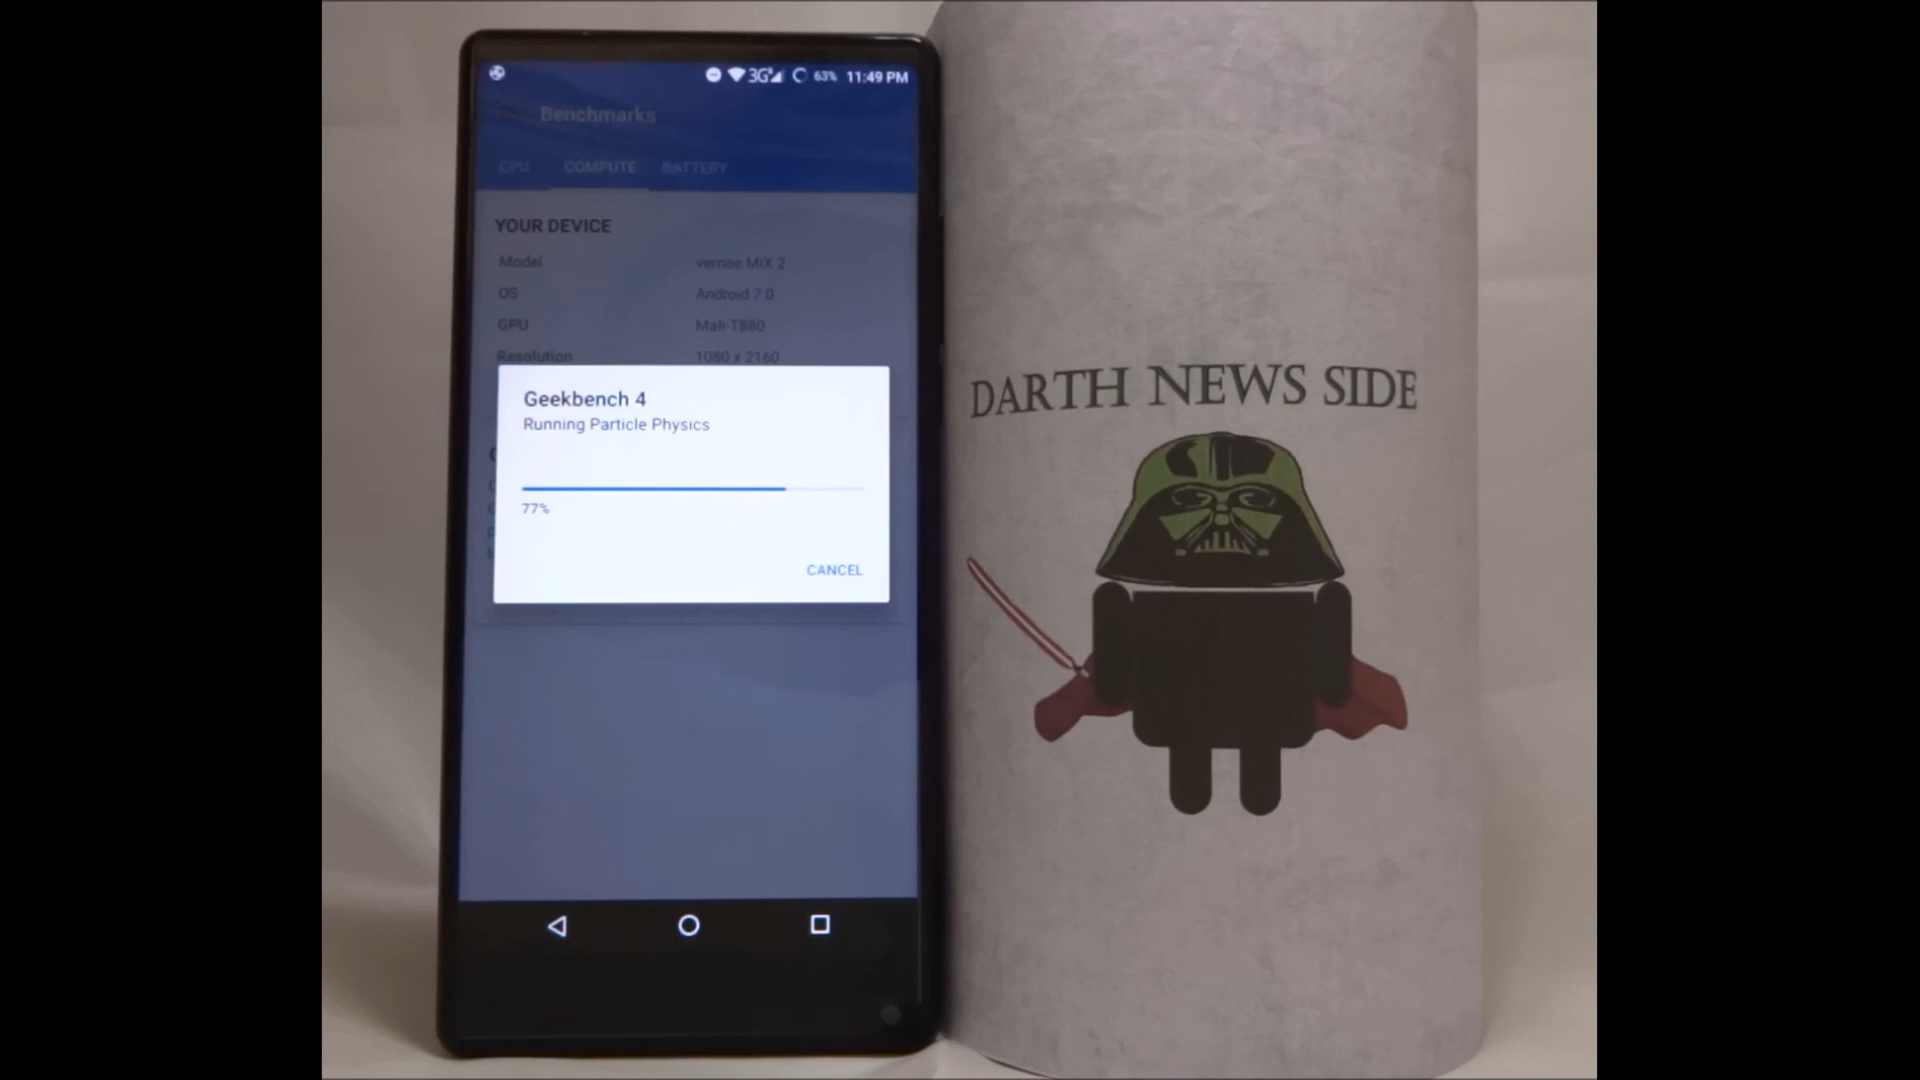 3G 63% 11:49 PM
Benchmarks
CPU COMPUTE BATTERY
YOUR DEVICE
Model vernee MIX 2
OS Android 7.0
GPU Mali-T880
Resolution 1080 x 2160
Geekbench 4
Running Particle Physics
77%
CANCEL
DARTH NEWS SIDE